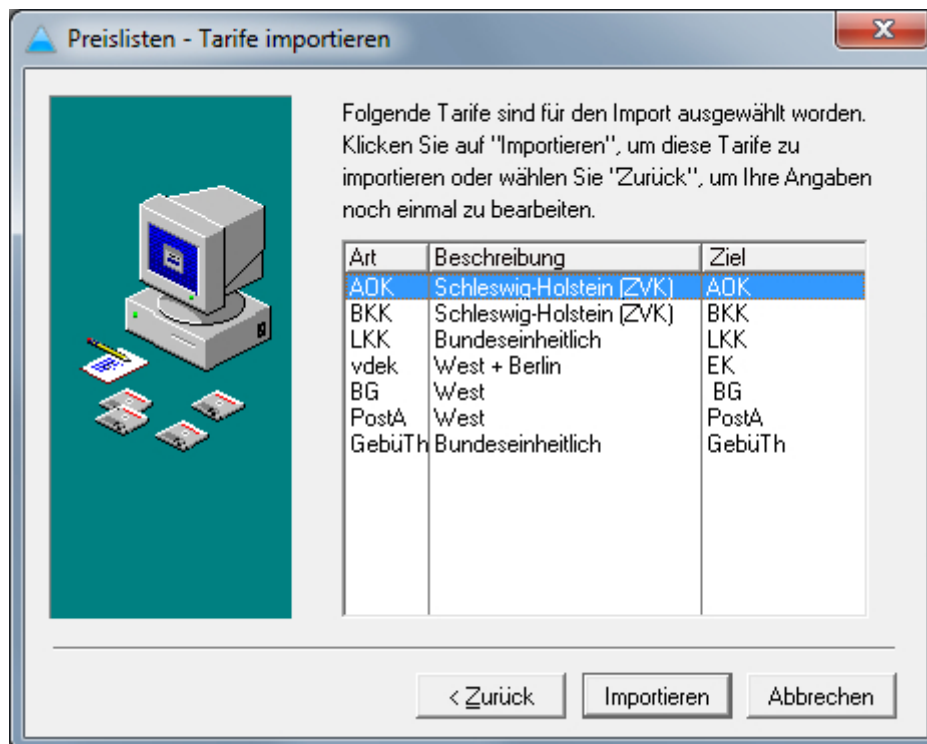 Preislisten - Tarife importieren
Folgende Tarife sind für den Import ausgewählt worden.
Klicken Sie auf "Importieren", um diese Tarife zu
importieren oder wählen Sie "Zurück", um Ihre Angaben
noch einmal zu bearbeiten.
Art Beschreibung Ziel
AOK Schleswig-Holstein (ZVK) AOK
BKK Schleswig-Holstein (ZVK) BKK
LKK Bundeseinheitlich LKK
vdek West + Berlin EK
BG West BG
PostA West PostA
GebüTh Bundeseinheitlich GebüTh
< Zurück Importieren Abbrechen